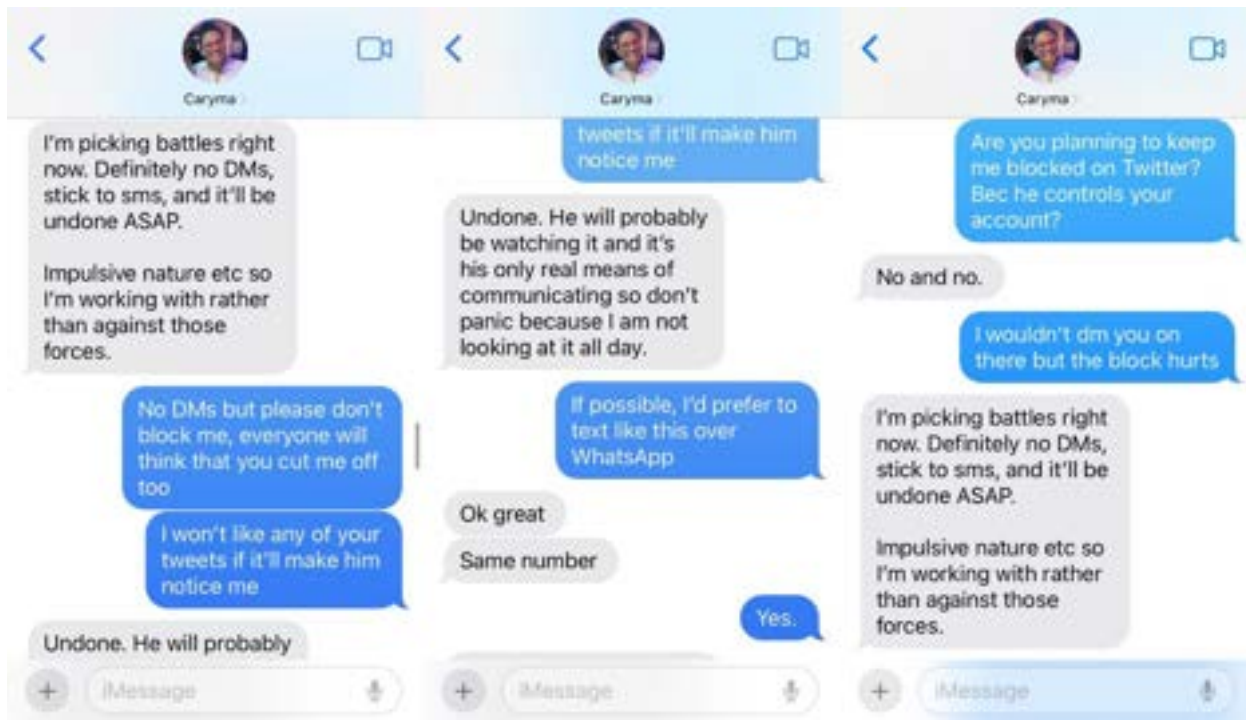 Caryma
I'm picking battles right
now. Definitely no DMs,
stick to sms, and it'll be
undone ASAP.
Impulsive nature etc so
I'm working with rather
than against those
forces.
No DMs but please don't
block me, everyone will
think that you cut me off
too
I won't like any of your
tweets if it'll make him
notice me
Undone. He will probably
iMessage
Caryma
tweets if it'll make him
notice me
Undone. He will probably
be watching it and it's
his only real means of
communicating so don't
panic because I am not
looking at it all day.
If possible, I'd prefer to
text like this over
WhatsApp
Ok great
Same number
Yes.
iMessage
Caryma
Are you planning to keep
me blocked on Twitter?
Bec he controls your
account?
No and no.
I wouldn't dm you on
there but the block hurts
I'm picking battles right
now. Definitely no DMs,
stick to sms, and it'll be
undone ASAP.
Impulsive nature etc so
I'm working with rather
than against those
forces.
iMessage